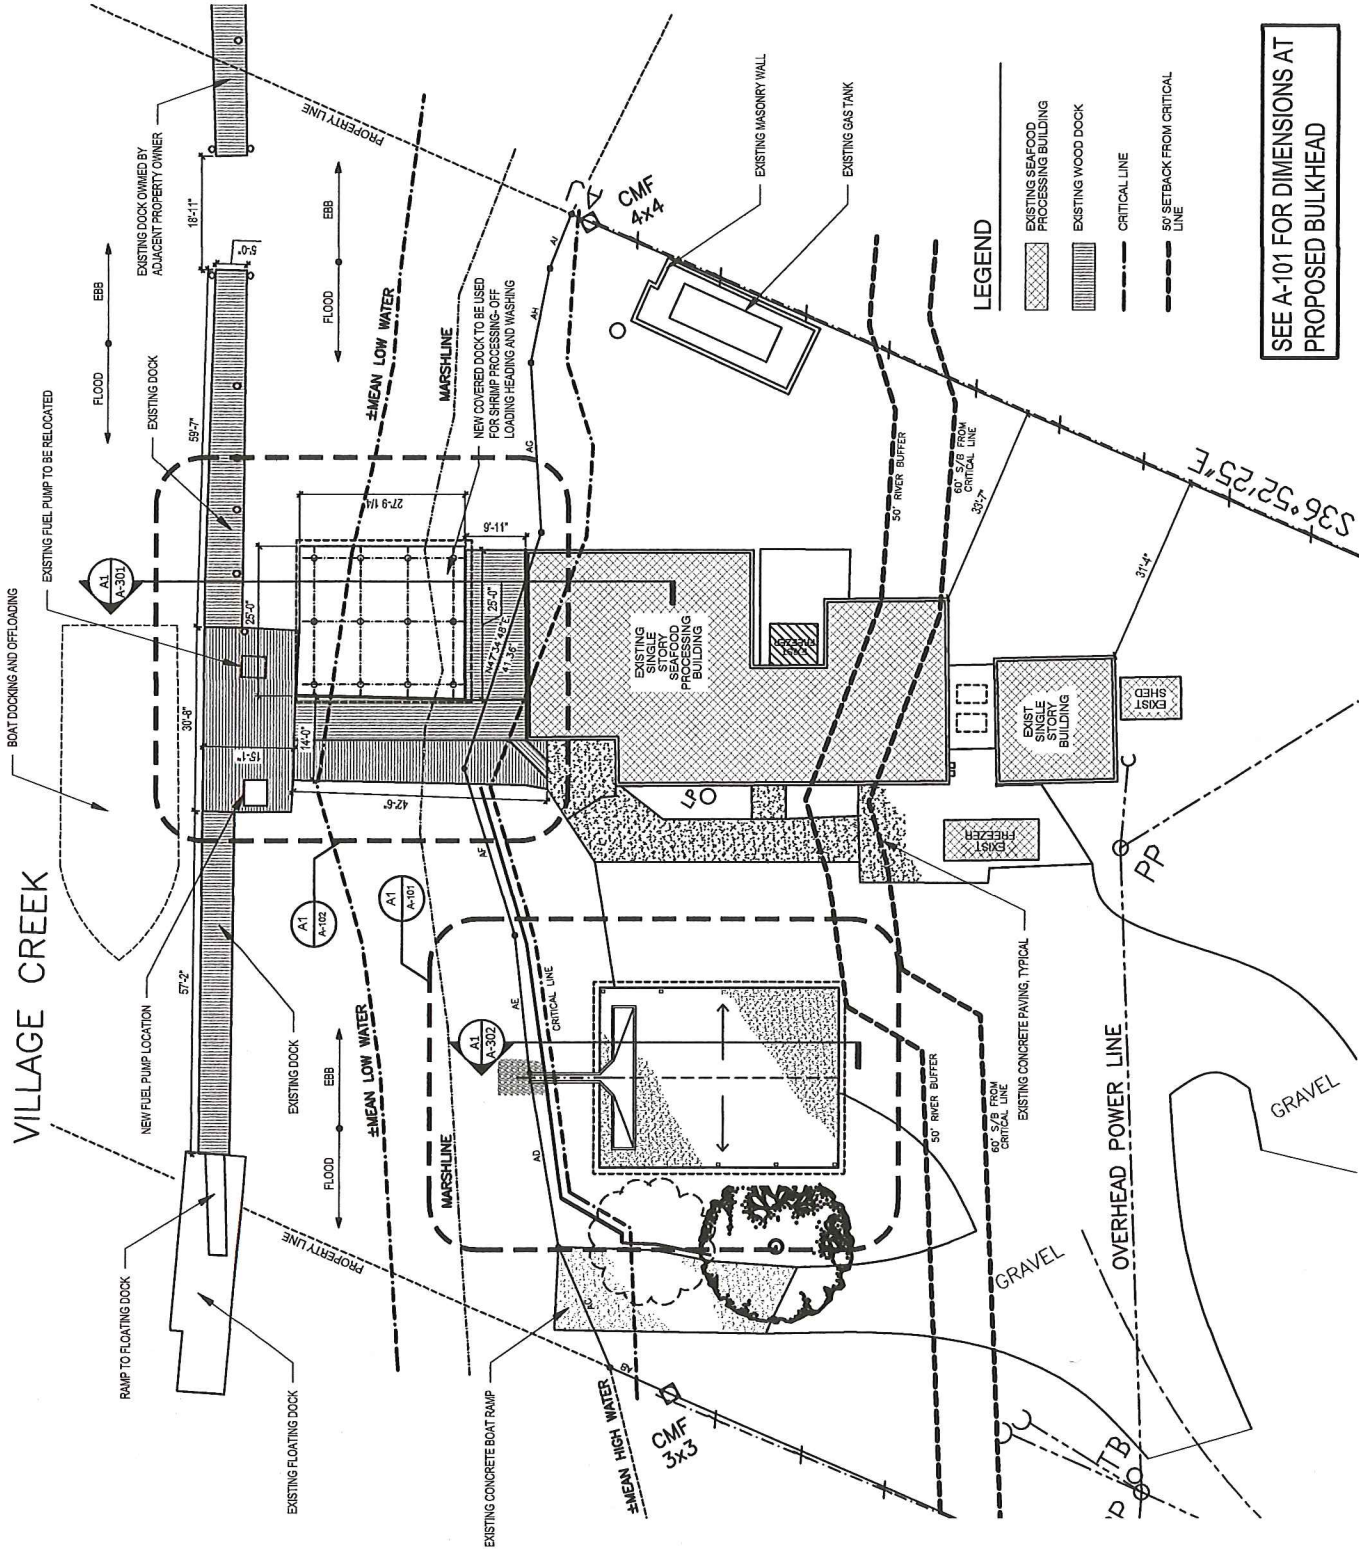 VILLAGE CREEK
BOAT DOCKING AND OFFLOADING
EXISTING FUEL PUMP TO BE RELOCATED
EXISTING DOCK
EXISTING DOCK OWMED BY
ADJACENT PROPERTY OWNER
RAMP TO FLOATING DOCK
NEW FUEL PUMP LOCATION
EXISTING DOCK
EXISTING FLOATING DOCK
EXISTING CONCRETE BOAT RAMP
57'-2"
30'-8"
59'-7"
18'-11"
5'-0"
15'-1"
25'-0"
14'-0"
42'-6"
27'-9 1/4"
9'-11"
25'-0"
N47°34'48"E
41.36'
FLOOD
EBB
FLOOD
EBB
FLOOD
EBB
PROPERTY LINE
PROPERTY LINE
±MEAN LOW WATER
±MEAN LOW WATER
MARSHLINE
MARSHLINE
±MEAN HIGH WATER
CRITICAL LINE
A1
A-301
A1
A-102
A1
A-101
A1
A-302
NEW COVERED DOCK TO BE USED
FOR SHRIMP PROCESSING- OFF
LOADING HEADING AND WASHING
AB
AD
AE
AF
AG
AH
AI
A
CMF
4x4
CMF
3x3
EXISTING MASONRY WALL
EXISTING GAS TANK
EXISTING
SINGLE
STORY
SEAFOOD
PROCESSING
BUILDING
EXIST
FREEZER
EXIST
SINGLE
STORY
BUILDING
EXIST
SHED
EXIST
FREEZER
LP
50' RIVER BUFFER
60' S/B FROM
CRITICAL LINE
50' RIVER BUFFER
60' S/B FROM
CRITICAL LINE
33'-7"
31'-4"
S36°52'25"E
EXISTING CONCRETE PAVING, TYPICAL
OVERHEAD POWER LINE
PP
PP
TB
GRAVEL
GRAVEL
LEGEND
EXISTING SEAFOOD
PROCESSING BUILDING
EXISTING WOOD DOCK
CRITICAL LINE
50' SETBACK FROM CRITICAL
LINE
SEE A-101 FOR DIMENSIONS AT
PROPOSED BULKHEAD